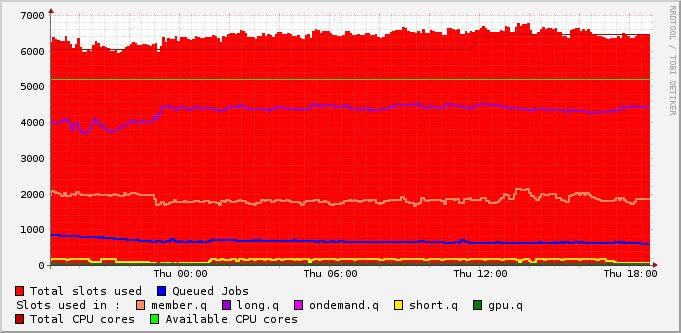 7000
6000
5000
4000
3000
2000
1000
0
Thu 00:00 Thu 06:00 Thu 12:00 Thu 18:00
Total slots used Queued Jobs
Slots used in : member.q long.q ondemand.q short.q gpu.q
Total CPU cores Available CPU cores
RRDTOOL / TOBI OETIKER